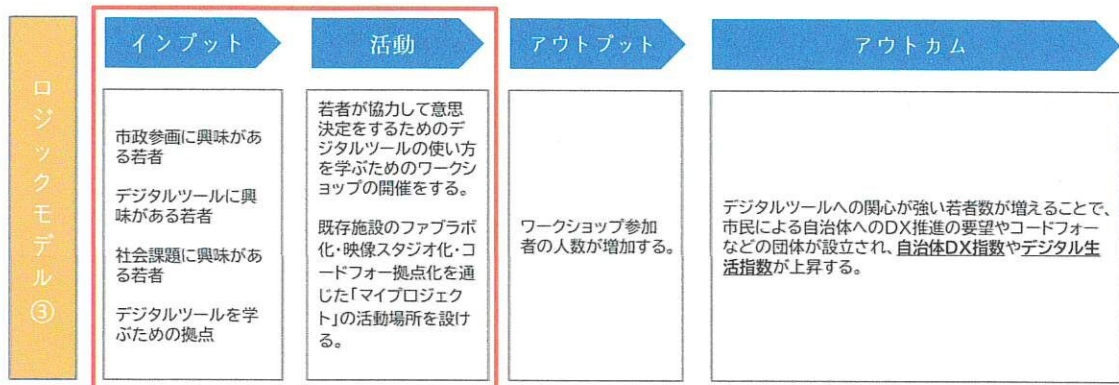 ロジックモデル③
インプット
活動
アウトプット
アウトカム
市政参画に興味があ
る若者
デジタルツールに興
味がある若者
社会課題に興味があ
る若者
デジタルツールを学
ぶための拠点
若者が協力して意思
決定をするためのデ
ジタルツールの使い方
を学ぶためのワークシ
ョップの開催をする。
既存施設のファブラボ
化・映像スタジオ化・コ
ードフォー拠点化を通
じた「マイプロジェク
ト」の活動場所を設け
る。
ワークショップ参加
者の人数が増加する。
デジタルツールへの関心が強い若者数が増えることで、
市民による自治体へのDX推進の要望やコードフォー
などの団体が設立され、自治体DX指数やデジタル生
活指数が上昇する。